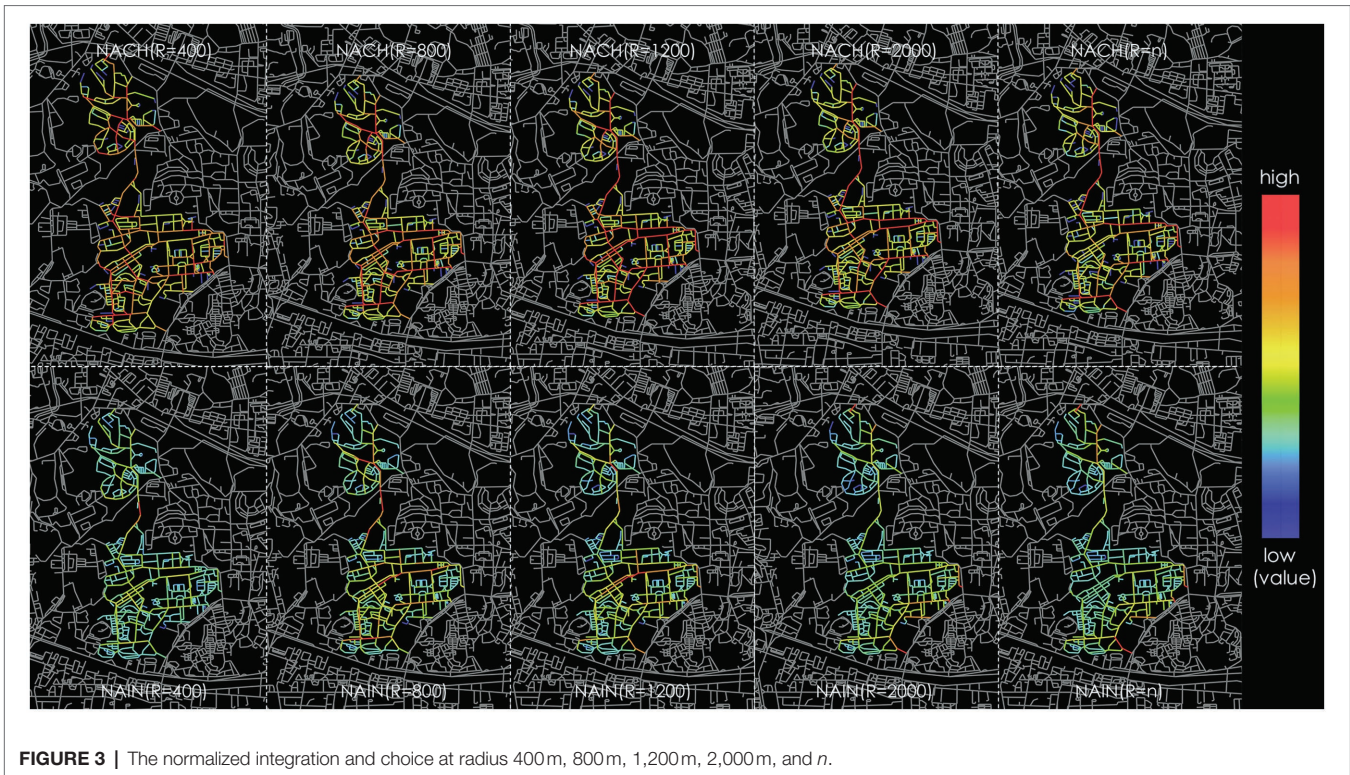 NACH(R=400) NACH(R=800) NACH(R=1200) NACH(R=2000) NACH(R=n)
high
low
(value)
NAIN(R=400) NAIN(R=800) NAIN(R=1200) NAIN(R=2000) NAIN(R=n)
FIGURE 3 | The normalized integration and choice at radius 400 m, 800 m, 1,200 m, 2,000 m, and n.